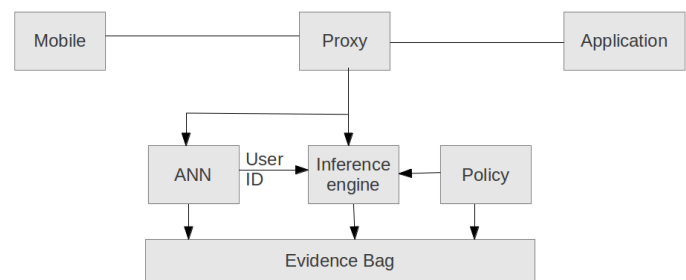 Mobile
Proxy
Application
ANN
User
ID
Inference
engine
Policy
Evidence Bag